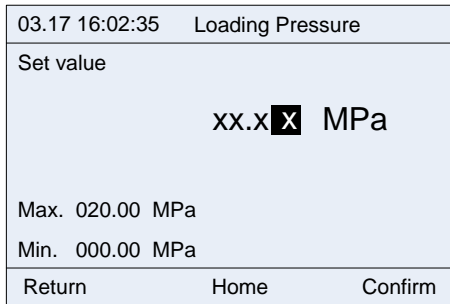 03.17 16:02:35 Loading Pressure
Set value
xx.xx MPa
Max. 020.00 MPa
Min. 000.00 MPa
Return Home Confirm